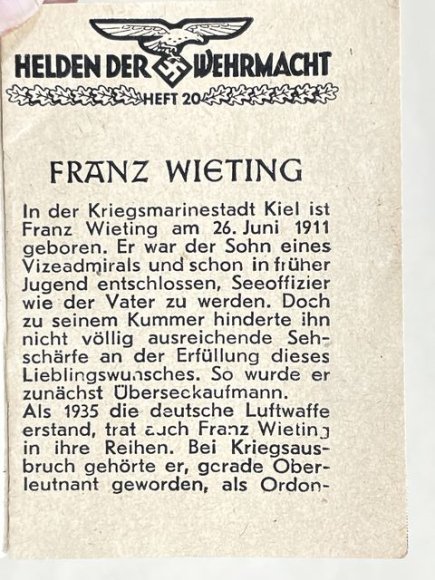 HELDEN DER WEHRMACHT
HEFT 20
FRANZ WIETING
In der Kriegsmarinestadt Kiel ist
Franz Wieting am 26. Juni 1911
geboren. Er war der Sohn eines
Vizeadmirals und schon in früher
Jugend entschlossen, Seeoffizier
wie der Vater zu werden. Doch
zu seinem Kummer hinderte ihn
nicht völlig ausreichende Seh-
schärfe an der Erfüllung dieses
Lieblingswunsches. So wurde er
zunächst Überseekaufmann.
Als 1935 die deutsche Luftwaffe
erstand, trat auch Franz Wieting
in ihre Reihen. Bei Kriegsaus-
bruch gehörte er, gerade Ober-
leutnant geworden, als Ordon-